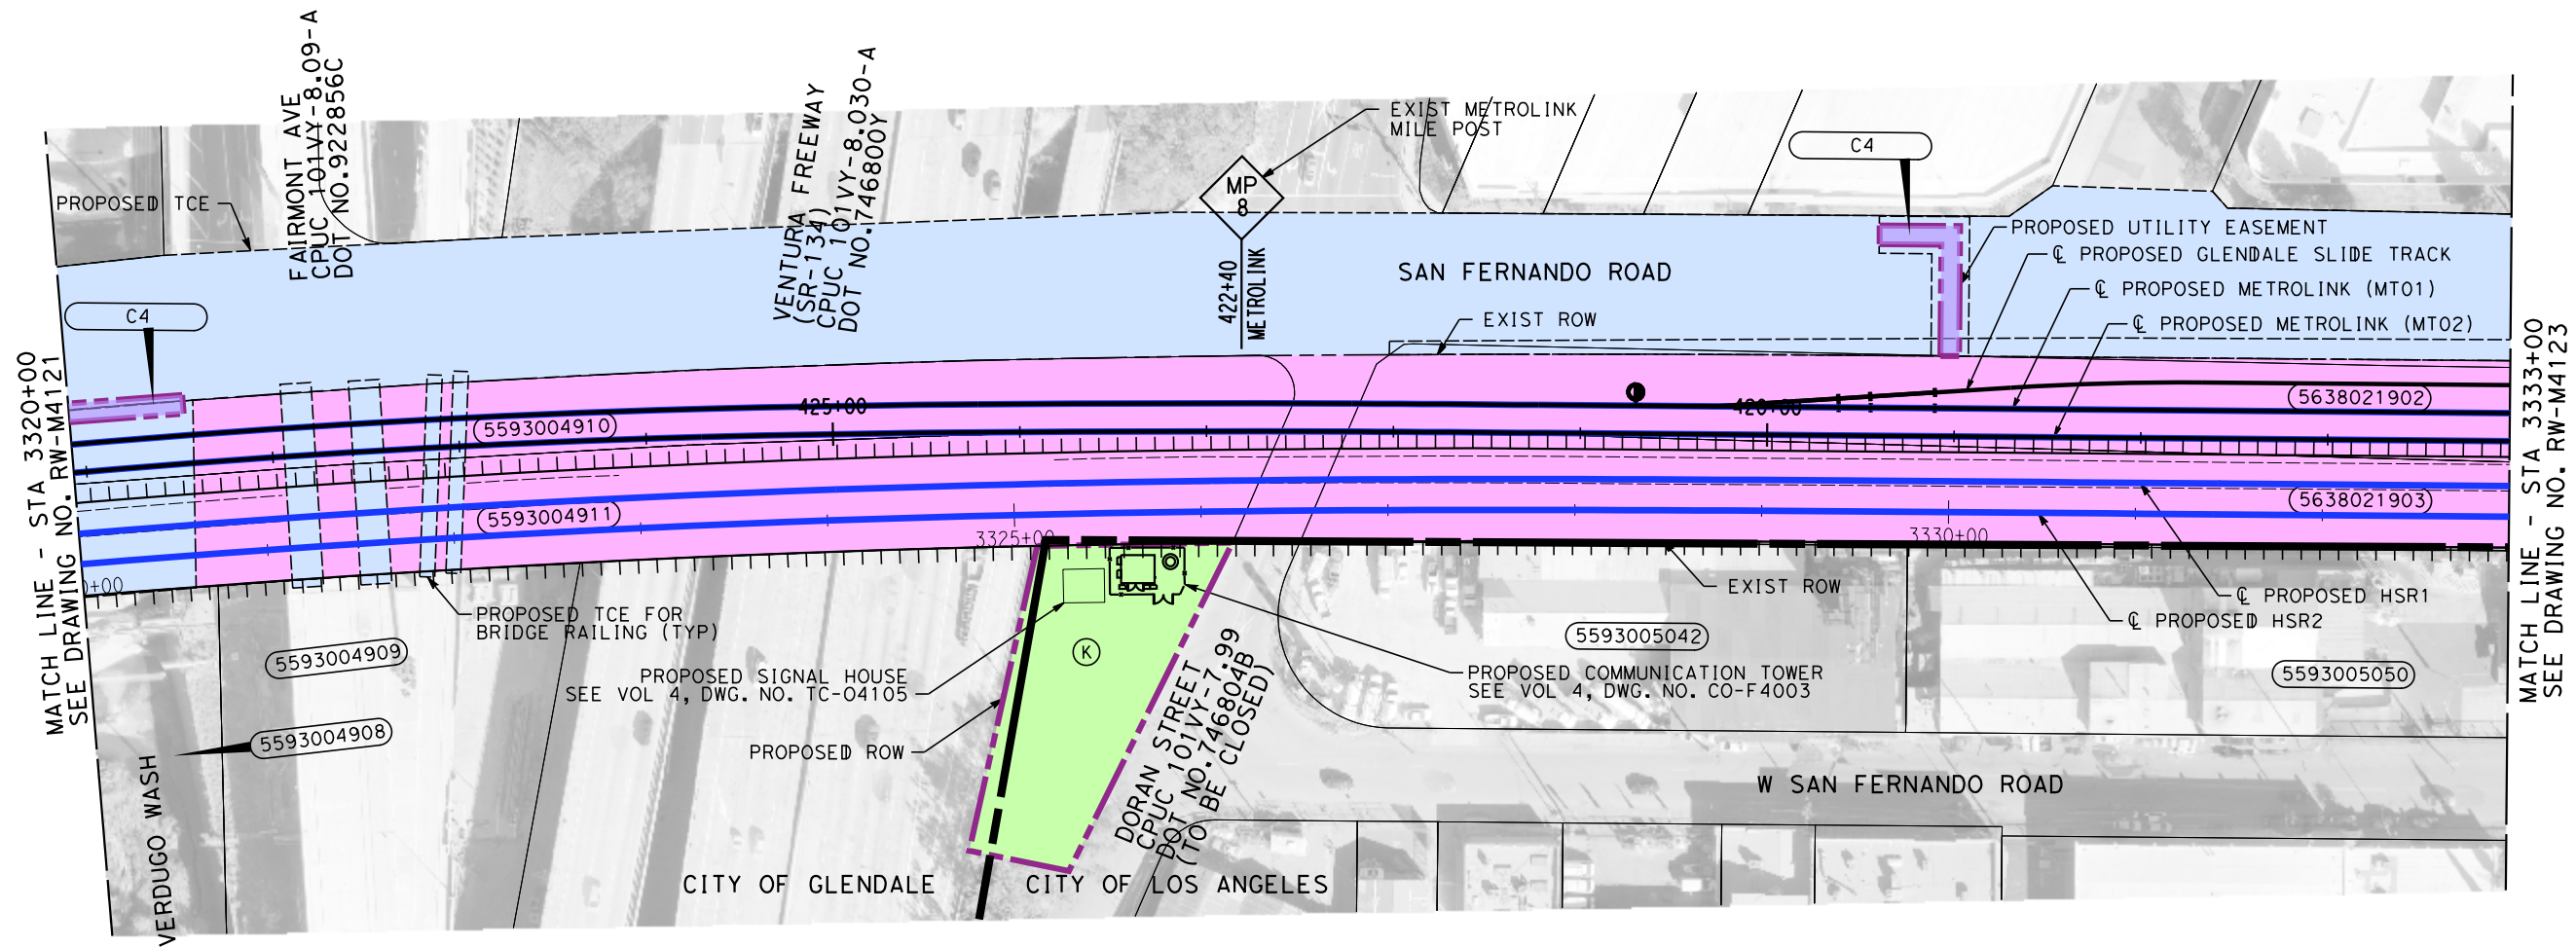 FAIRMONT AVE
CPUC 101VY-8.09-A
DOT NO.922856C
VENTURA FREEWAY
(SR-134)
CPUC 101VY-8.030-A
DOT NO.746800Y
EXIST METROLINK
MILE POST
MP
8
422+40
METROLINK
C4
PROPOSED TCE
PROPOSED UTILITY EASEMENT
℄ PROPOSED GLENDALE SLIDE TRACK
SAN FERNANDO ROAD
℄ PROPOSED METROLINK (MT01)
C4
EXIST ROW
℄ PROPOSED METROLINK (MT02)
MATCH LINE - STA 3320+00
SEE DRAWING NO. RW-M4121
MATCH LINE - STA 3333+00
SEE DRAWING NO. RW-M4123
425+00
420+00
5638021902
5593004910
5638021903
5593004911
3325+00
3330+00
+00
EXIST ROW
℄ PROPOSED HSR1
℄ PROPOSED HSR2
PROPOSED TCE FOR
BRIDGE RAILING (TYP)
5593005042
5593004909
K
PROPOSED SIGNAL HOUSE
SEE VOL 4, DWG. NO. TC-04105
PROPOSED COMMUNICATION TOWER
SEE VOL 4, DWG. NO. CO-F4003
5593005050
5593004908
PROPOSED ROW
DORAN STREET
CPUC 101VY-7.99
DOT NO.746804B
(TO BE CLOSED)
W SAN FERNANDO ROAD
VERDUGO WASH
CITY OF GLENDALE
CITY OF LOS ANGELES